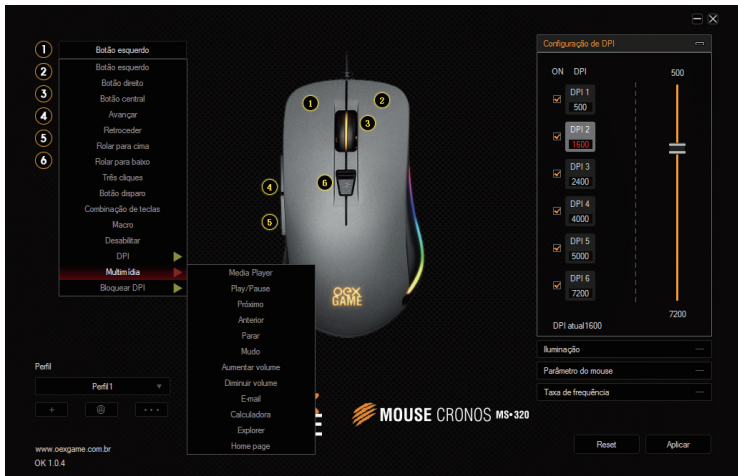 1 Botão esquerdo
2 Botão esquerdo
Botão direito
3 Botão central
4 Avançar
Retroceder
5 Rolar para cima
6 Rolar para baixo
Três cliques
Botão disparo
Combinação de teclas
Macro
Desabilitar
DPI
Multimídia
Bloquear DPI
Media Player
Play/Pause
Próximo
Anterior
Parar
Mudo
Aumentar volume
Diminuir volume
E-mail
Calculadora
Explorer
Home page
1
2
3
4
5
6
OEX
GAME
Configuração de DPI
ON DPI 500
DPI 1
500
DPI 2
1600
DPI 3
2400
DPI 4
4000
DPI 5
5000
DPI 6
7200
7200
DPI atual1600
Iluminação
Parâmetro do mouse
Taxa de frequência
Perfil
Perfil1
+
...
MOUSE CRONOS MS-320
www.oexgame.com.br
OK 1.0.4
Reset Aplicar